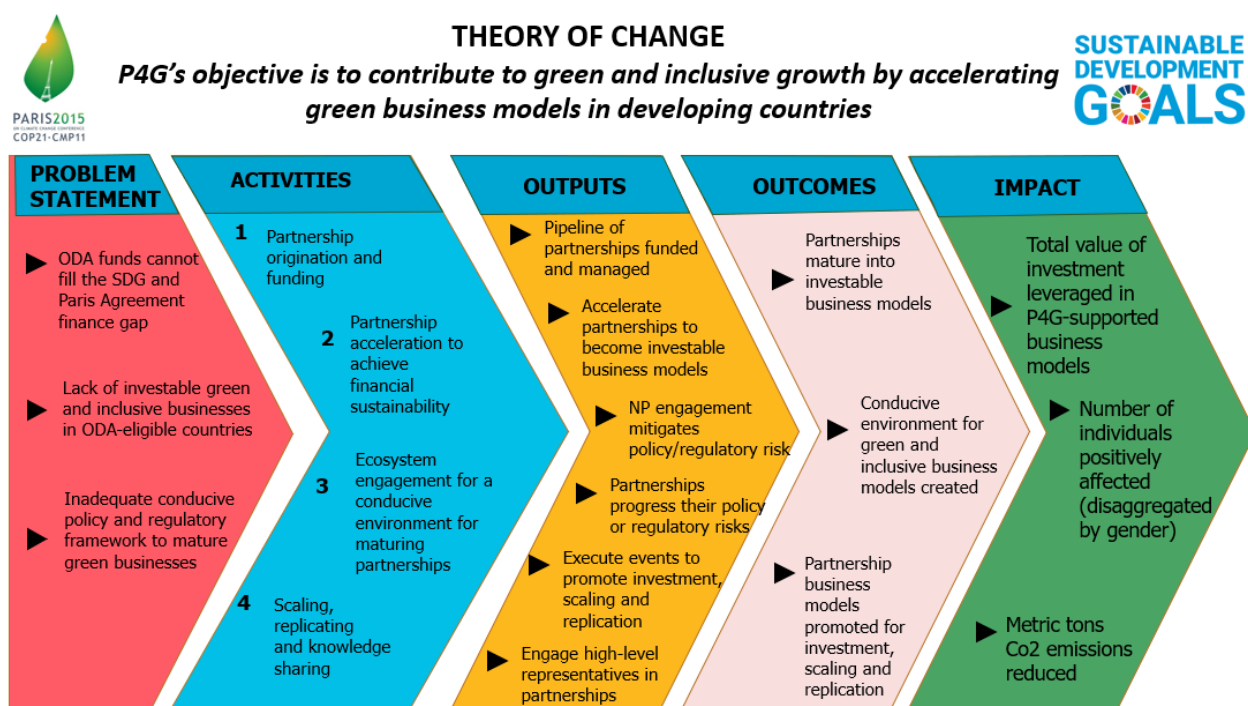 THEORY OF CHANGE
P4G's objective is to contribute to green and inclusive growth by accelerating
green business models in developing countries
PARIS2015
UN CLIMATE CHANGE CONFERENCE
COP21·CMP11
SUSTAINABLE
DEVELOPMENT
GOALS
PROBLEM
STATEMENT
ODA funds cannot
fill the SDG and
Paris Agreement
finance gap
Lack of investable green
and inclusive businesses
in ODA-eligible countries
Inadequate conducive
policy and regulatory
framework to mature
green businesses
ACTIVITIES
1 Partnership
origination and
funding
2 Partnership
acceleration to
achieve
financial
sustainability
3 Ecosystem
engagement for a
conducive
environment for
maturing
partnerships
4 Scaling,
replicating
and knowledge
sharing
OUTPUTS
Pipeline of
partnerships funded
and managed
Accelerate
partnerships to
become investable
business models
NP engagement
mitigates
policy/regulatory risk
Partnerships
progress their policy
or regulatory risks
Execute events to
promote investment,
scaling and
replication
Engage high-level
representatives in
partnerships
OUTCOMES
Partnerships
mature into
investable
business models
Conducive
environment for
green and
inclusive business
models created
Partnership
business
models
promoted for
investment,
scaling and
replication
IMPACT
Total value of
investment
leveraged in
P4G-supported
business
models
Number of
individuals
positively
affected
(disaggregated
by gender)
Metric tons
Co2 emissions
reduced